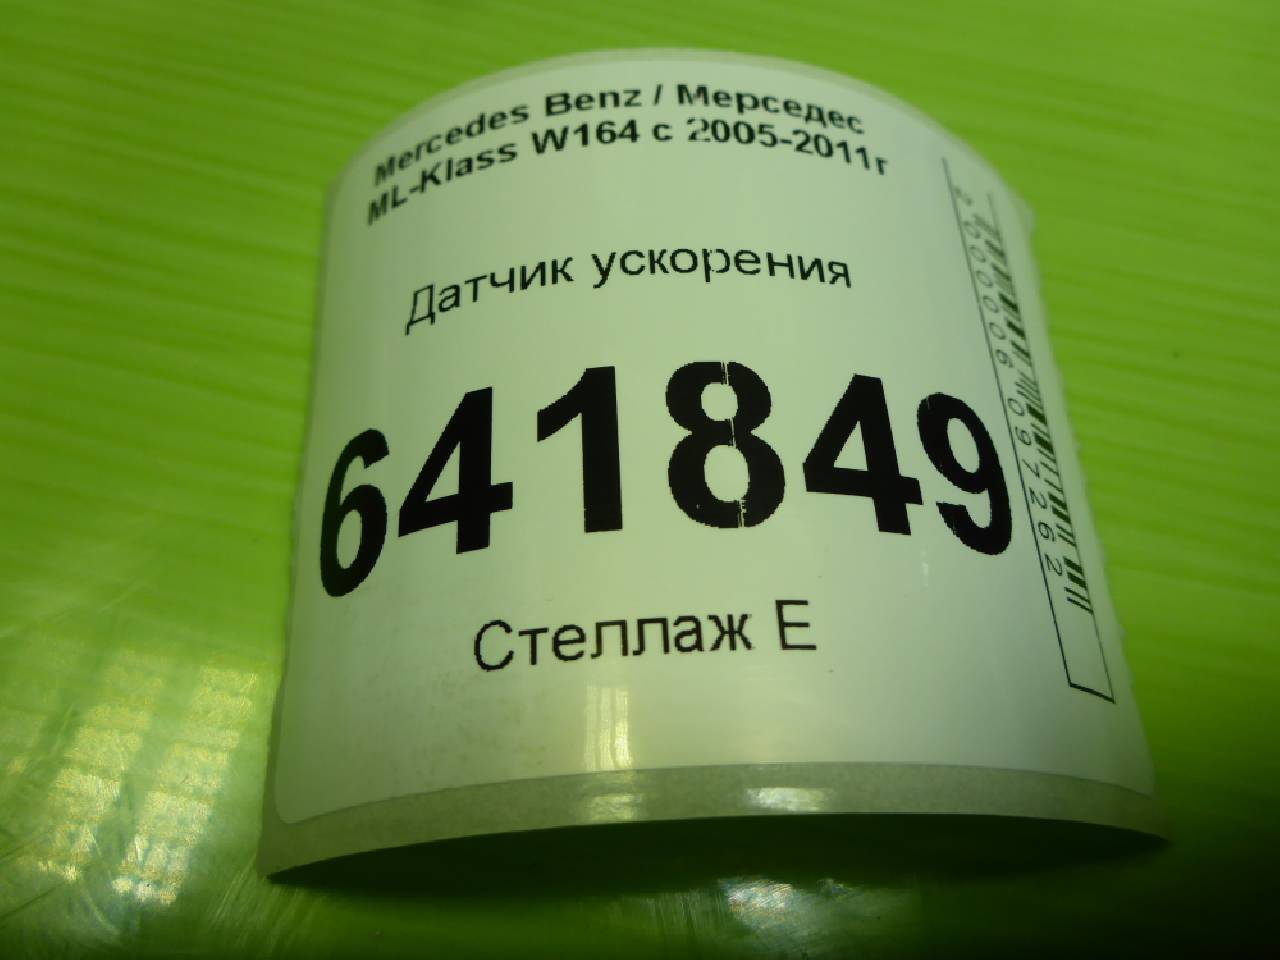 Mercedes Benz / Мерседес
ML-Klass W164 с 2005-2011г
Датчик ускорения
641849
Стеллаж Е
2000006097262